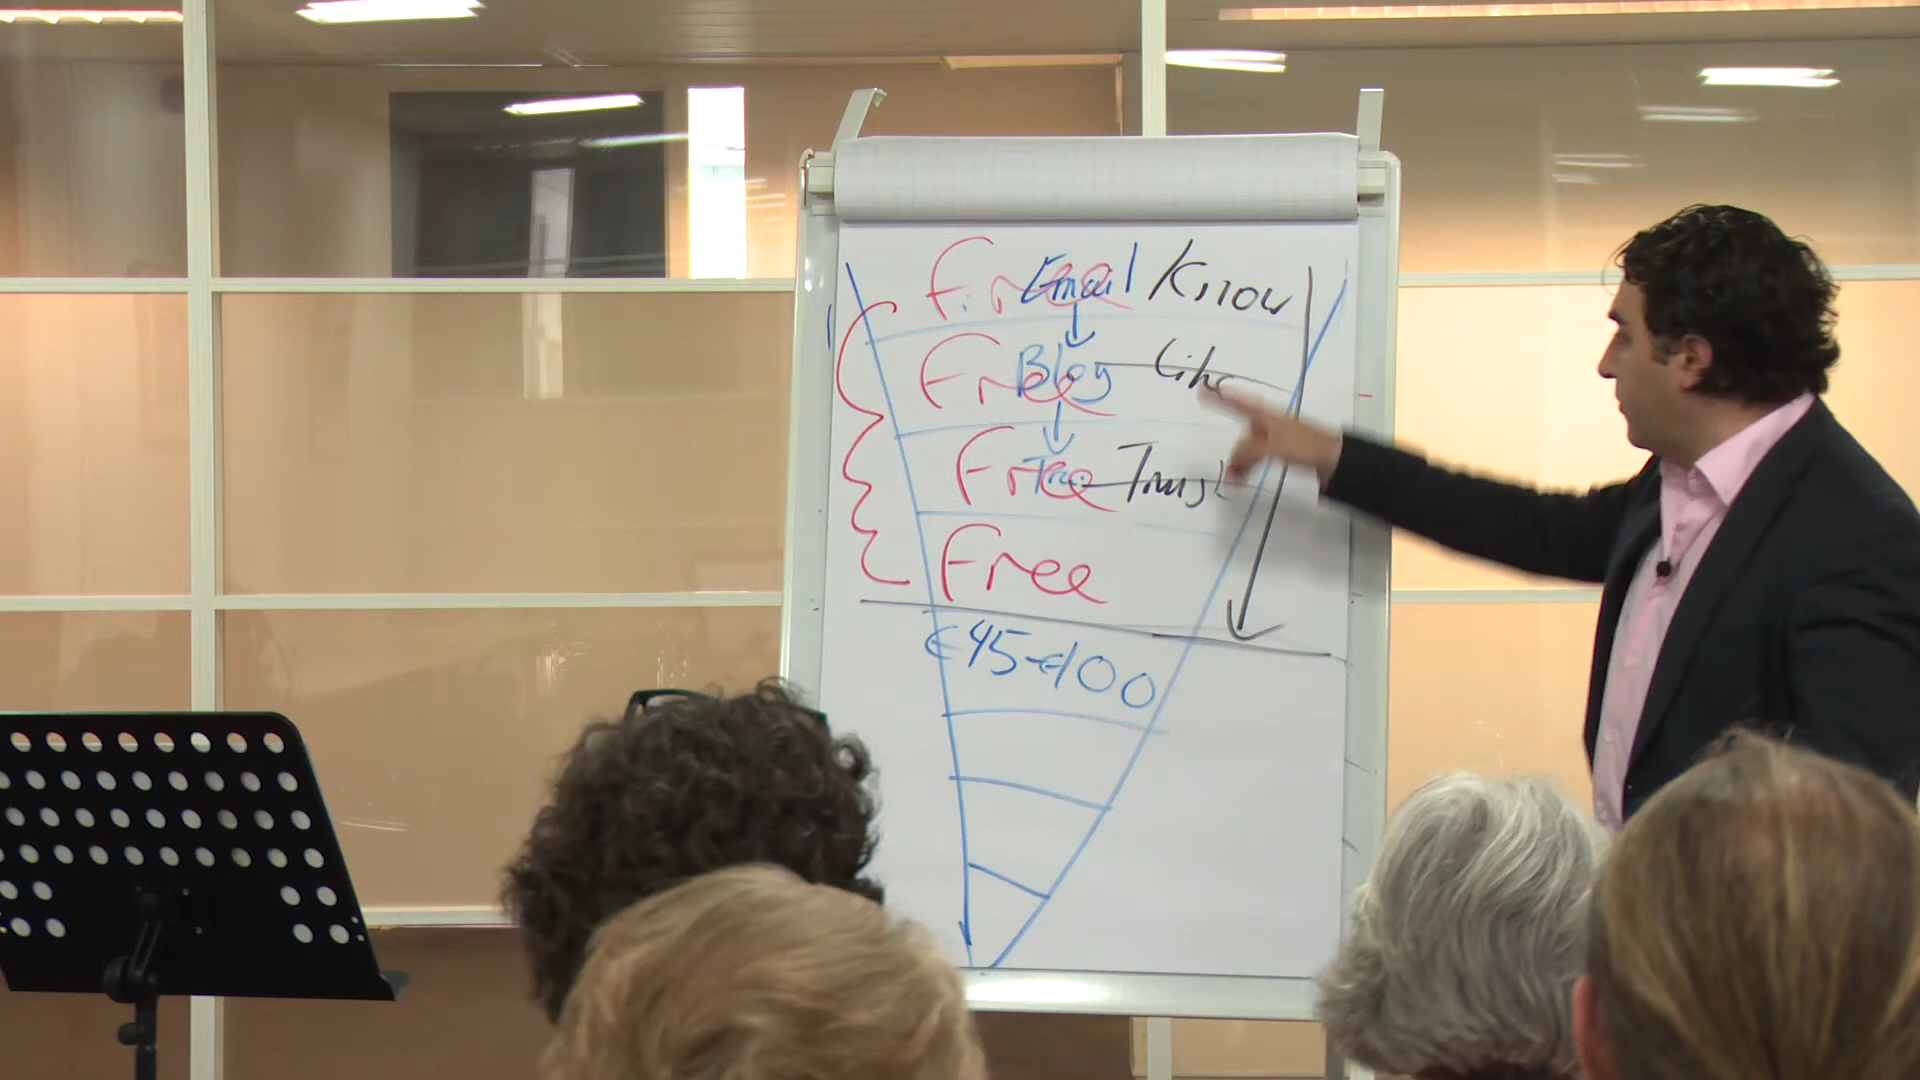 Free Email / Know
Free Blog - Like
Free - Trust
Free
€45-€100